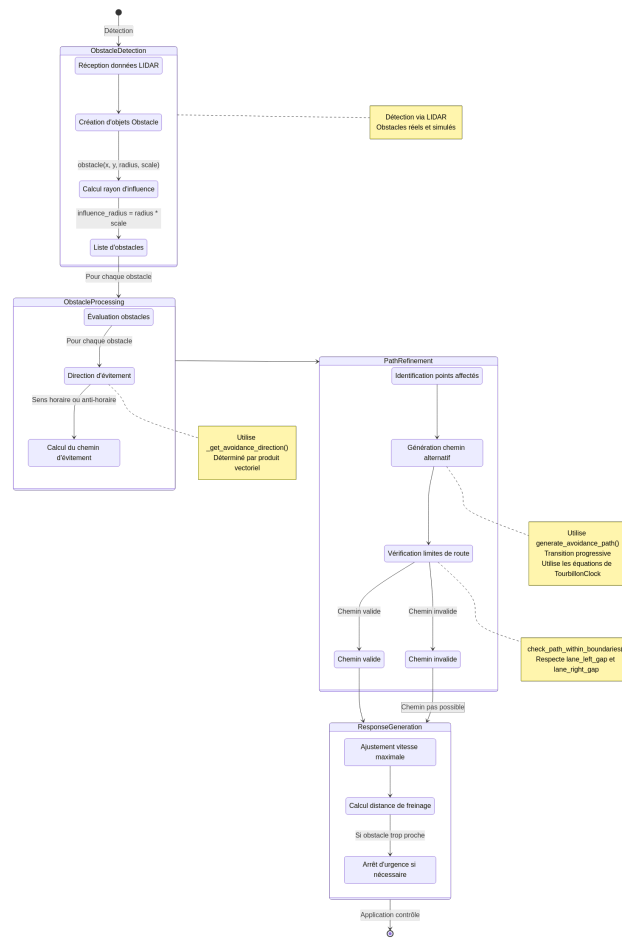 Détection
ObstacleDetection
Réception données LIDAR
Création d'objets Obstacle
Détection via LIDAR
Obstacles réels et simulés
obstacle(x, y, radius, scale)
Calcul rayon d'influence
influence_radius = radius *
scale
Liste d'obstacles
Pour chaque obstacle
ObstacleProcessing
Évaluation obstacles
Pour chaque obstacle
Direction d'évitement
Sens horaire ou anti-horaire
Calcul du chemin
d'évitement
Utilise
_get_avoidance_direction()
Déterminé par produit
vectoriel
PathRefinement
Identification points affectés
Génération chemin
alternatif
Utilise
generate_avoidance_path()
Transition progressive
Utilise les équations de
TourbillonClock
Vérification limites de route
Chemin valide
Chemin invalide
check_path_within_boundaries(
Respecte lane_left_gap et
lane_right_gap
Chemin valide
Chemin invalide
Chemin pas possible
ResponseGeneration
Ajustement vitesse
maximale
Calcul distance de freinage
Si obstacle trop proche
Arrêt d'urgence si
nécessaire
Application contrôle